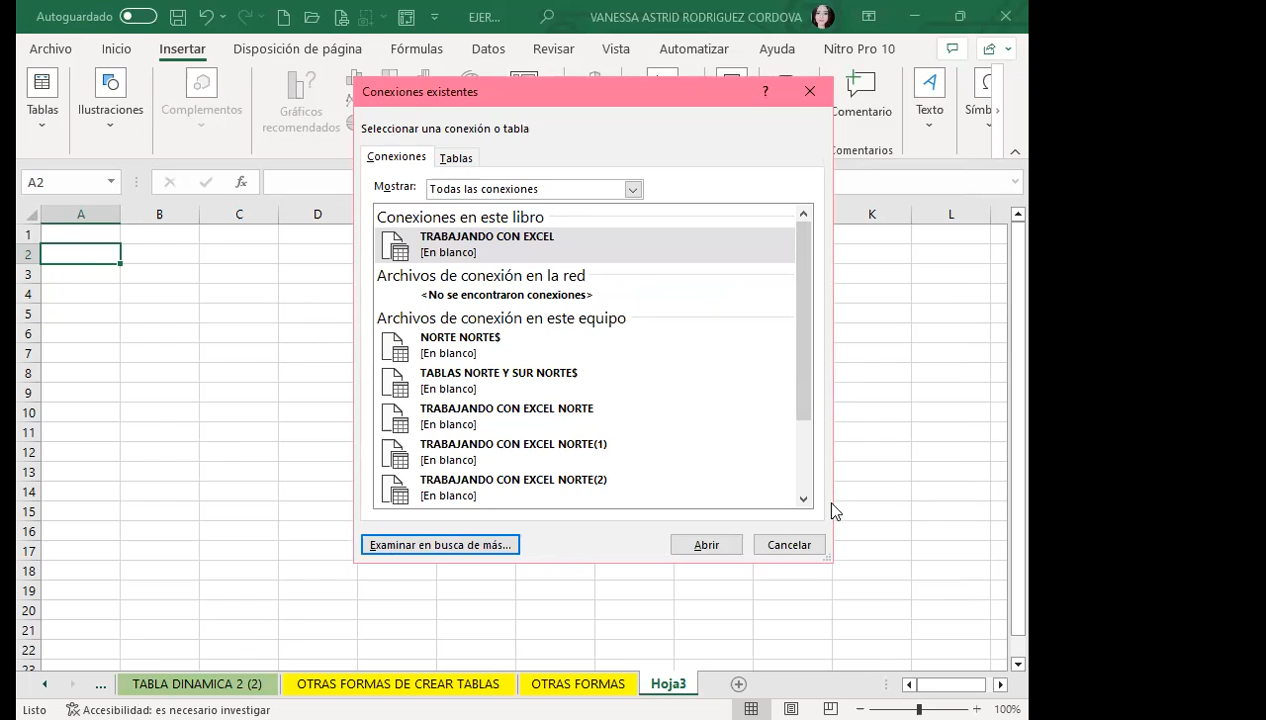 Autoguardado
EJER...
VANESSA ASTRID RODRIGUEZ CORDOVA
Archivo Inicio Insertar Disposición de página Fórmulas Datos Revisar Vista Automatizar Ayuda Nitro Pro 10
Tablas
Ilustraciones
Complementos
Gráficos
recomendados
Comentario
Comentarios
Texto
Símb
A2
fx
A B C D K L
1
2
3
4
5
6
7
8
9
10
11
12
13
14
15
16
17
18
19
20
21
22
23
Conexiones existentes
? 
Seleccionar una conexión o tabla
Conexiones Tablas
Mostrar: Todas las conexiones
Conexiones en este libro
TRABAJANDO CON EXCEL
[En blanco]
Archivos de conexión en la red
<No se encontraron conexiones>
Archivos de conexión en este equipo
NORTE NORTE$
[En blanco]
TABLAS NORTE Y SUR NORTE$
[En blanco]
TRABAJANDO CON EXCEL NORTE
[En blanco]
TRABAJANDO CON EXCEL NORTE(1)
[En blanco]
TRABAJANDO CON EXCEL NORTE(2)
[En blanco]
Examinar en busca de más... Abrir Cancelar
... TABLA DINAMICA 2 (2) OTRAS FORMAS DE CREAR TABLAS OTRAS FORMAS Hoja3
Listo Accesibilidad: es necesario investigar 100%